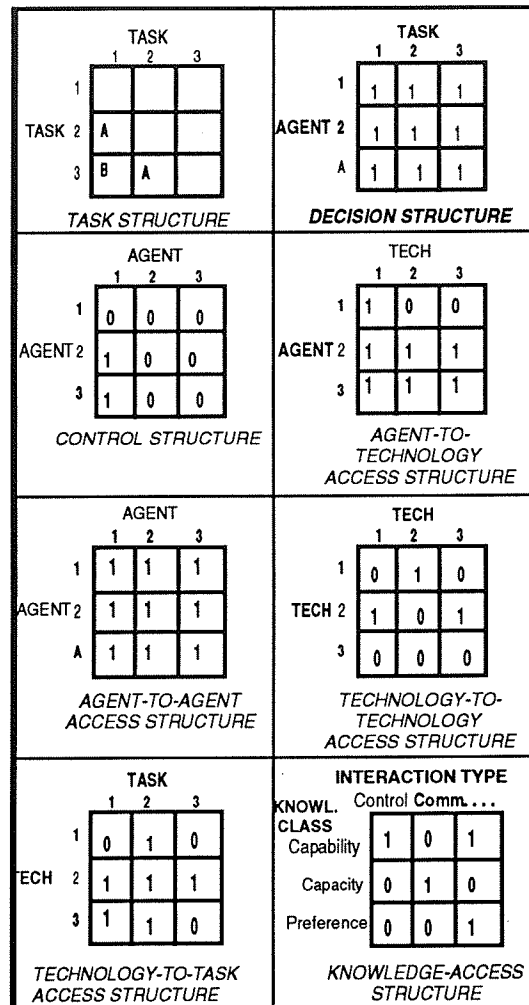 TASK
1 2 3
1
TASK 2 A
3 B A
TASK STRUCTURE
TASK
1 2 3
1 1 1 1
AGENT 2 1 1 1
A 1 1 1
DECISION STRUCTURE
AGENT
1 2 3
1 0 0 0
AGENT 2 1 0 0
3 1 0 0
CONTROL STRUCTURE
TECH
1 2 3
1 1 0 0
AGENT 2 1 1 1
3 1 1 1
AGENT-TO-
TECHNOLOGY
ACCESS STRUCTURE
AGENT
1 2 3
1 1 1 1
AGENT 2 1 1 1
A 1 1 1
AGENT-TO-AGENT
ACCESS STRUCTURE
TECH
1 2 3
1 0 1 0
TECH 2 1 0 1
3 0 0 0
TECHNOLOGY-TO-
TECHNOLOGY
ACCESS STRUCTURE
TASK
1 2 3
1 0 1 0
TECH 2 1 1 1
3 1 1 0
TECHNOLOGY-TO-TASK
ACCESS STRUCTURE
INTERACTION TYPE
KNOWL. Control Comm....
CLASS
Capability 1 0 1
Capacity 0 1 0
Preference 0 0 1
KNOWLEDGE-ACCESS
STRUCTURE